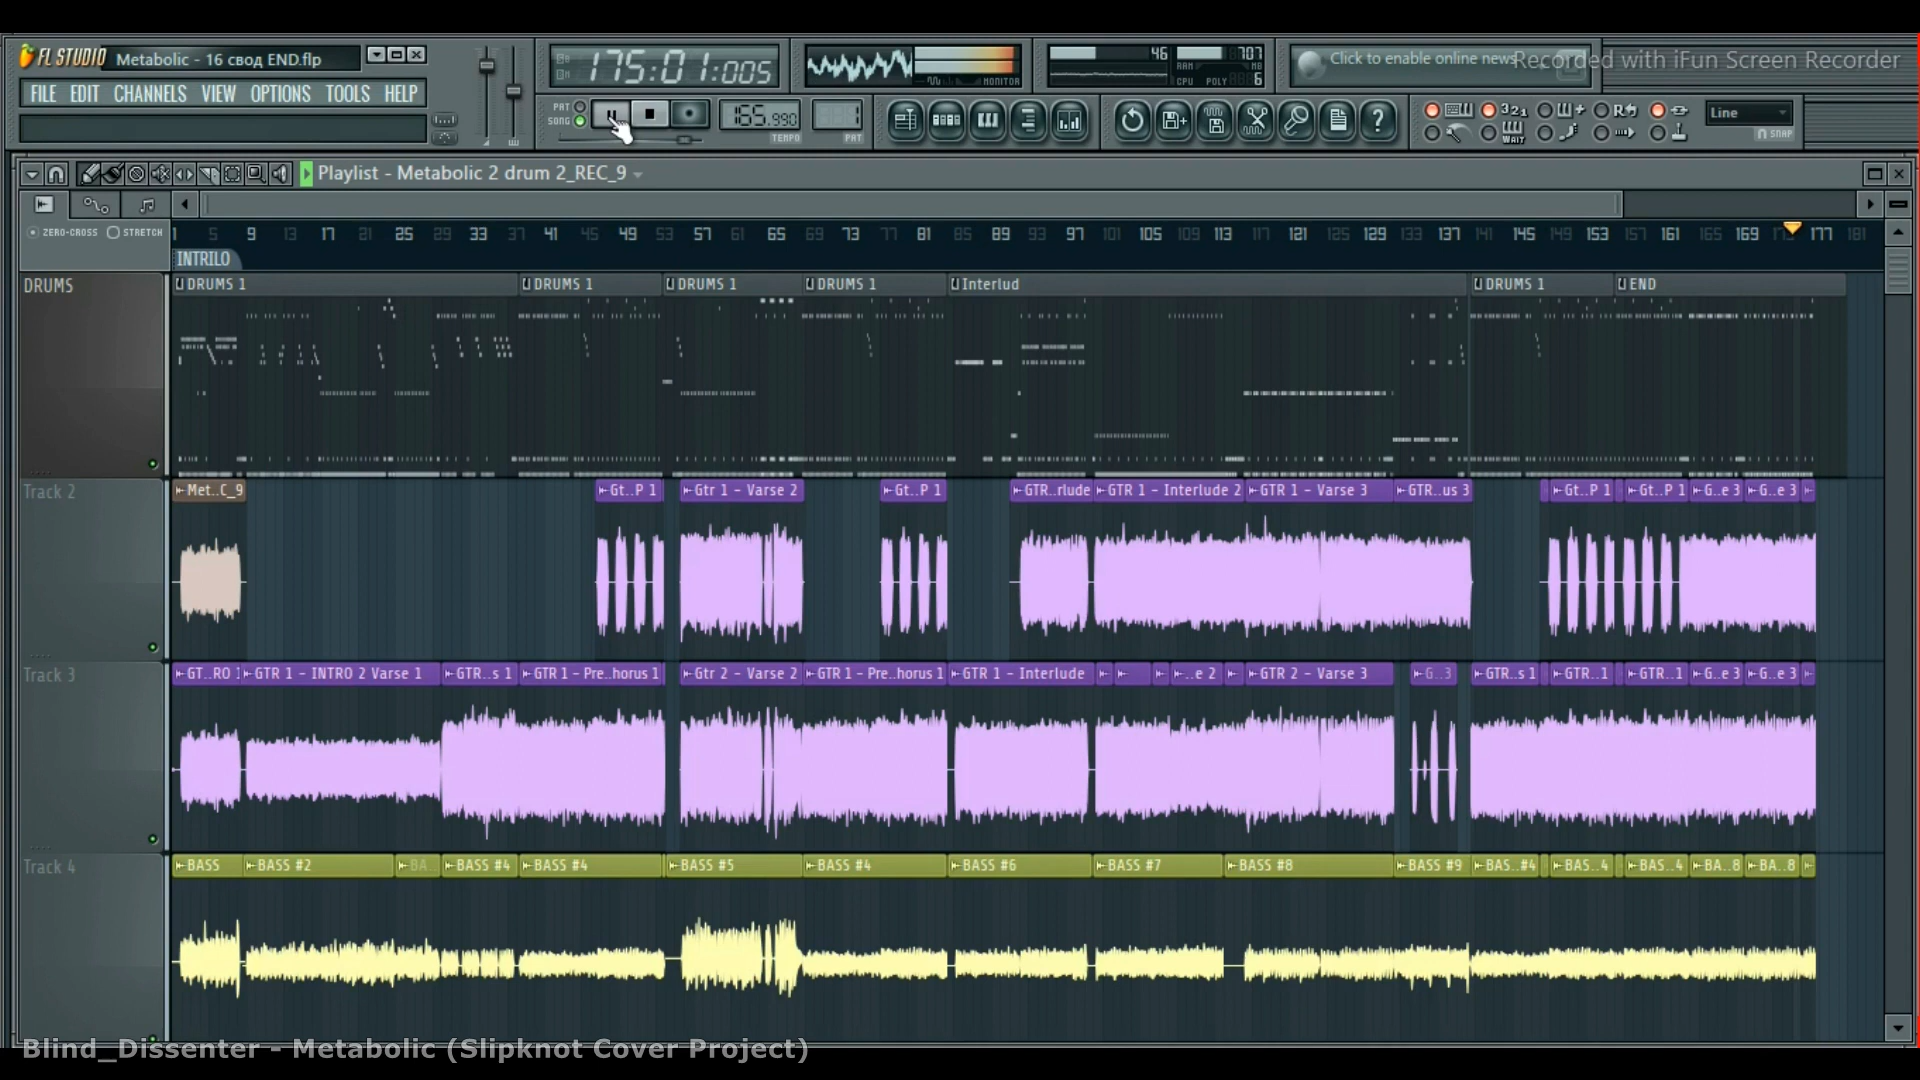 FL STUDIO Metabolic - 16 свод END.flp
FILE EDIT CHANNELS VIEW OPTIONS TOOLS HELP
175:01:005
MONITOR
46 707
RAM MB
CPU POLY 6
Click to enable online news
Recorded with iFun Screen Recorder
PAT
SONG
165.990
TEMPO
PAT
WAIT
Line
SNAP
Playlist - Metabolic 2 drum 2_REC_9
ZERO-CROSS STRETCH
1 5 9 13 17 21 25 29 33 37 41 45 49 53 57 61 65 69 73 77 81 85 89 93 97 101 105 109 113 117 121 125 129 133 137 141 145 149 153 157 161 165 169 177 181
INTRILO
DRUMS
DRUMS 1 DRUMS 1 DRUMS 1 DRUMS 1 Interlud DRUMS 1 END
Track 2
Met..C_9 Gt..P 1 Gtr 1 - Varse 2 Gt..P 1 GTR..rlude GTR 1 - Interlude 2 GTR 1 - Varse 3 GTR..us 3 Gt..P 1 Gt..P 1 G..e 3 G..e 3
Track 3
GT..RO 1 GTR 1 - INTRO 2 Varse 1 GTR..s 1 GTR 1 - Pre..horus 1 Gtr 2 - Varse 2 GTR 1 - Pre..horus 1 GTR 1 - Interlude ..e 2 GTR 2 - Varse 3 G..3 GTR..s 1 GTR..1 GTR..1 G..e 3 G..e 3
Track 4
BASS BASS #2 BA.. BASS #4 BASS #4 BASS #5 BASS #4 BASS #6 BASS #7 BASS #8 BASS #9 BAS..#4 BAS..4 BAS..4 BA..8 BA..8
Blind_Dissenter - Metabolic (Slipknot Cover Project)